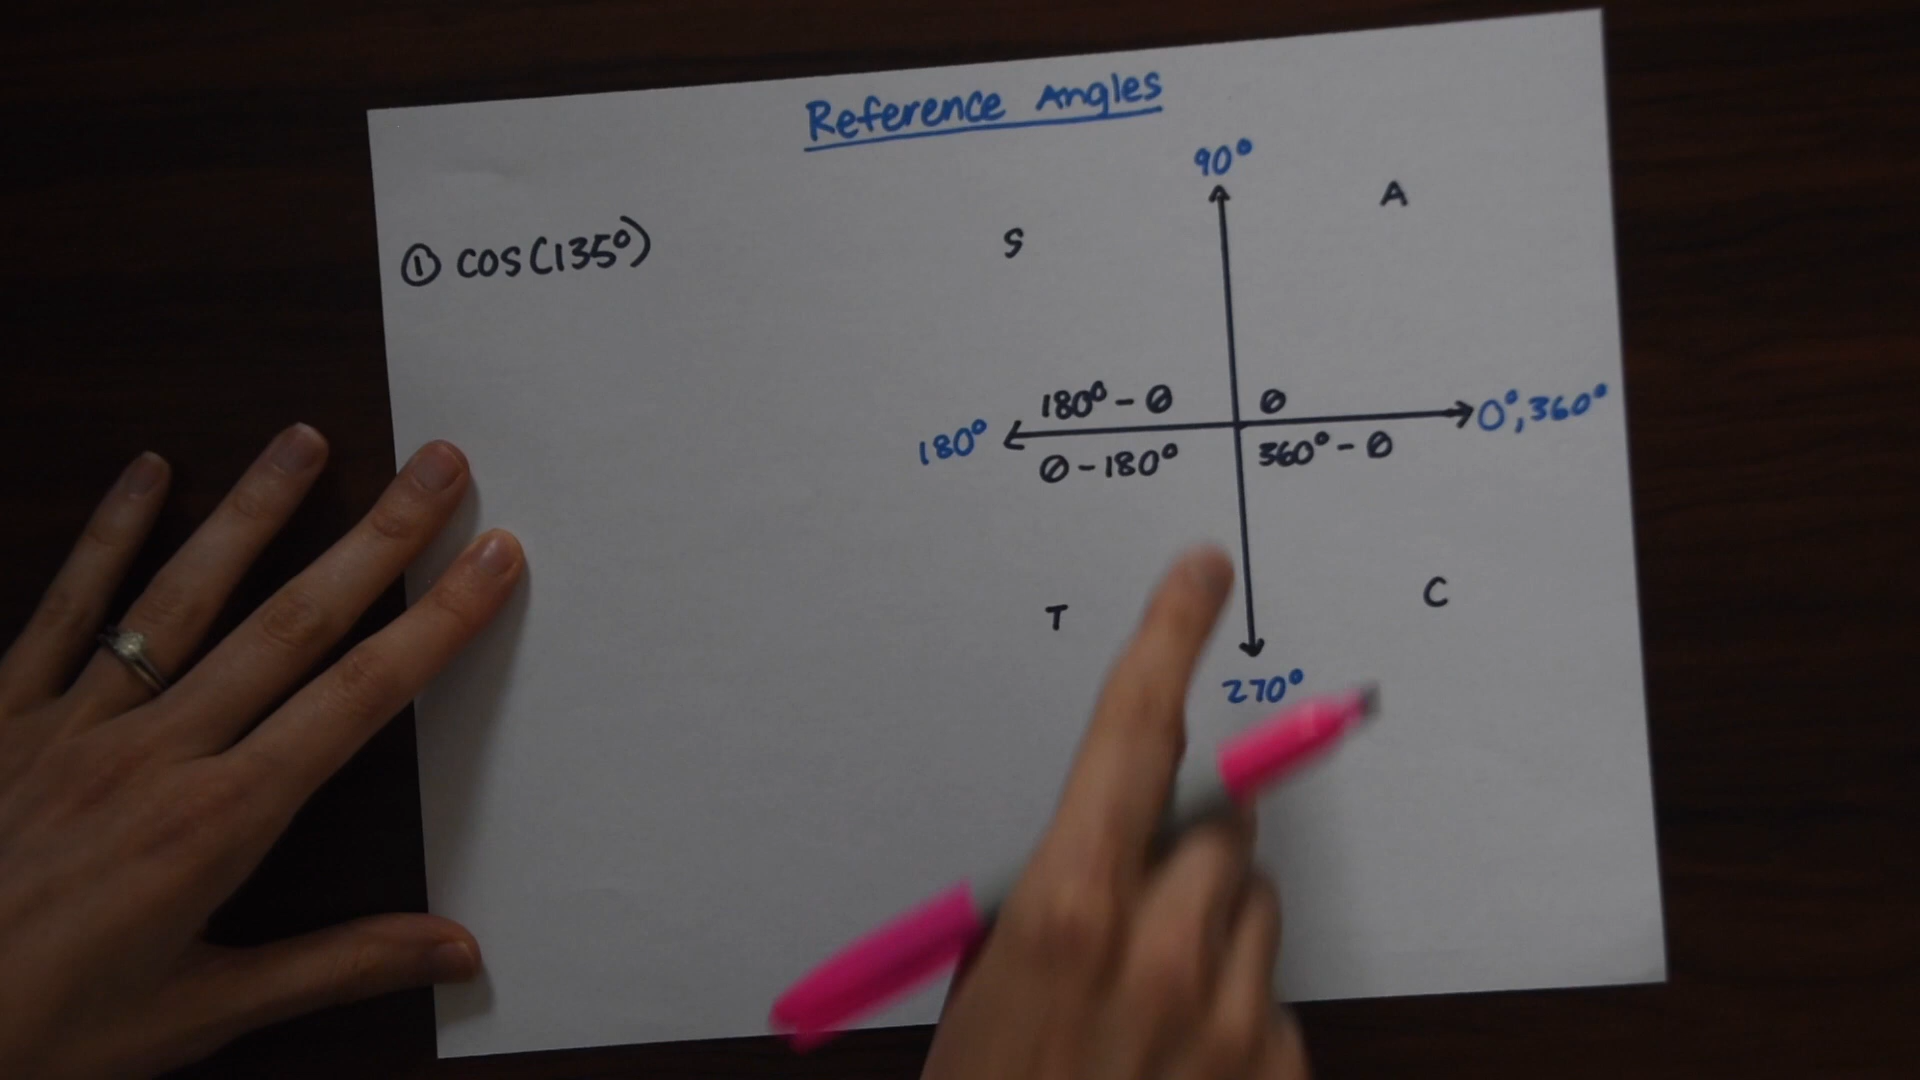 Reference Angles
① cos(135°)
90°
S
A
180° - θ
θ
180°
0°, 360°
θ - 180°
360° - θ
T
C
270°